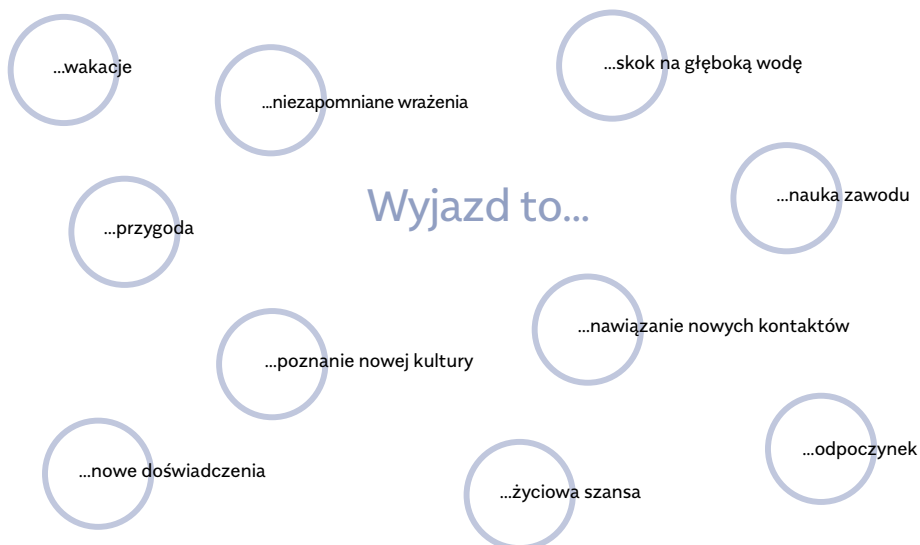 ...wakacje
...skok na głęboką wodę
...niezapomniane wrażenia
...nauka zawodu
Wyjazd to...
...przygoda
...nawiązanie nowych kontaktów
...poznanie nowej kultury
...odpoczynek
...nowe doświadczenia
...życiowa szansa